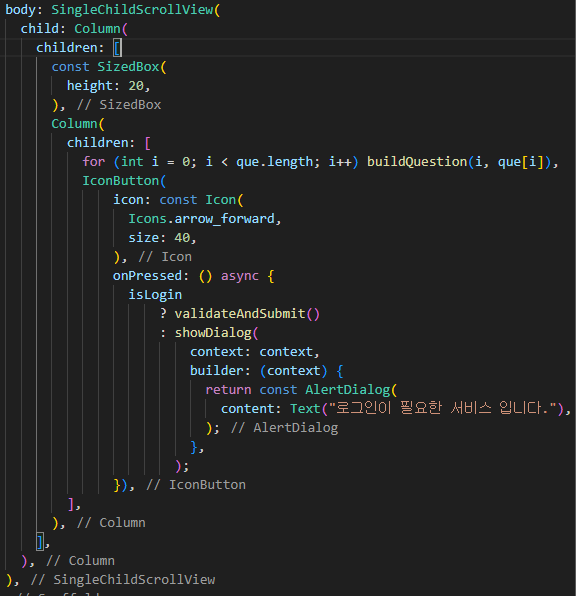 body: SingleChildScrollView(
child: Column(
children: [
const SizedBox(
height: 20,
), // SizedBox
Column(
children: [
for (int i = 0; i < que.length; i++) buildQuestion(i, que[i]),
IconButton(
icon: const Icon(
Icons.arrow_forward,
size: 40,
), // Icon
onPressed: () async {
isLogin
? validateAndSubmit()
: showDialog(
context: context,
builder: (context) {
return const AlertDialog(
content: Text("로그인이 필요한 서비스 입니다."),
); // AlertDialog
},
);
}), // IconButton
],
), // Column
],
), // Column
), // SingleChildScrollView